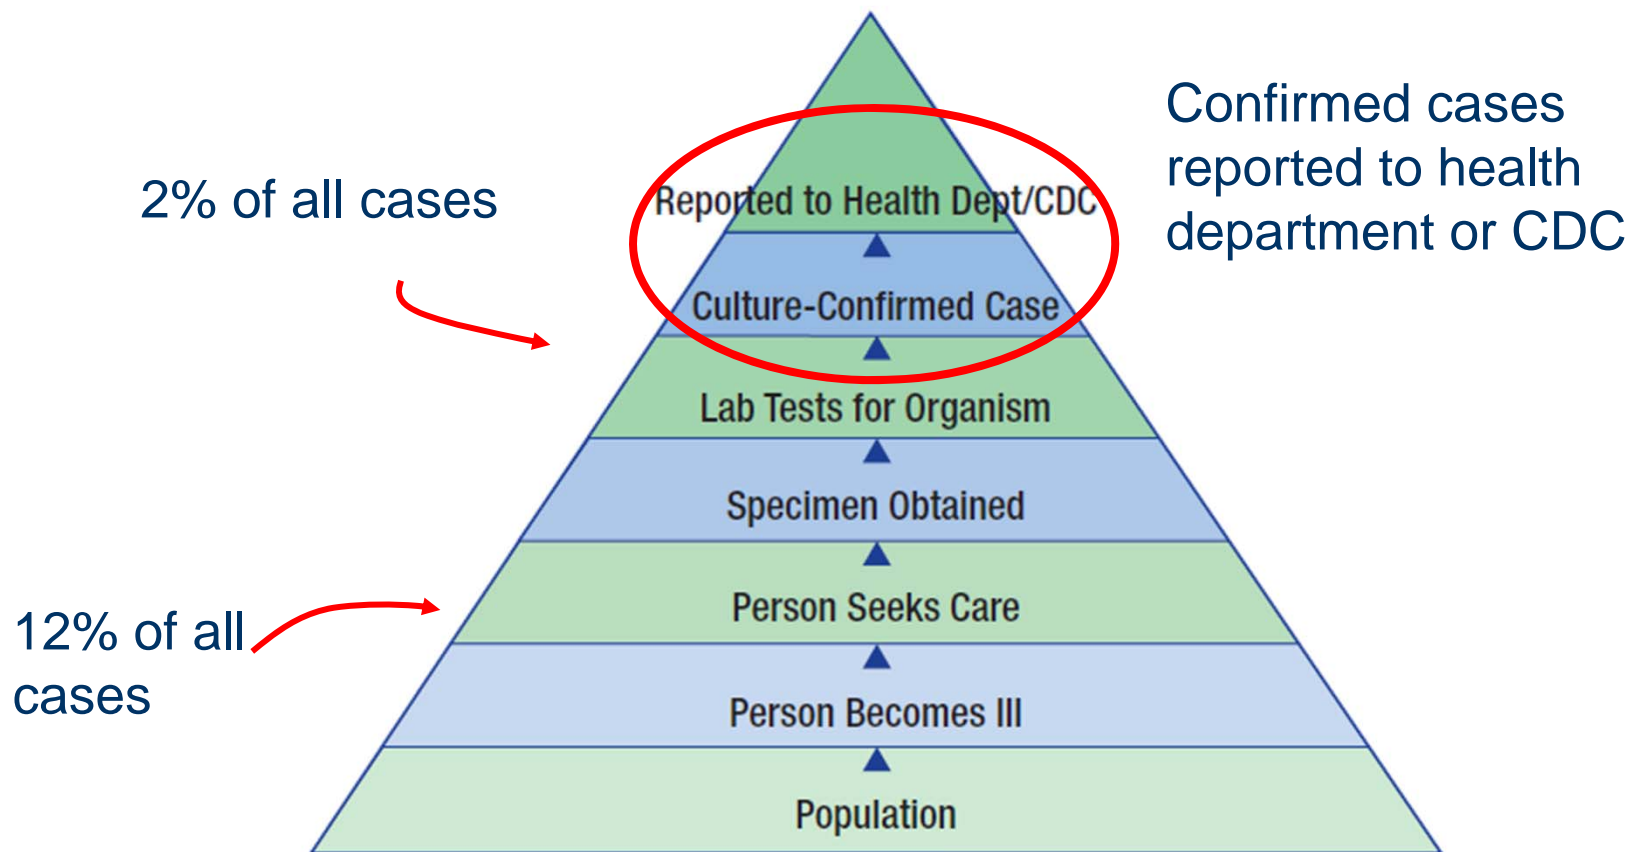 Confirmed cases
reported to health
department or CDC
2% of all cases
Reported to Health Dept/CDC
Culture-Confirmed Case
Lab Tests for Organism
Specimen Obtained
Person Seeks Care
12% of all
cases
Person Becomes Ill
Population